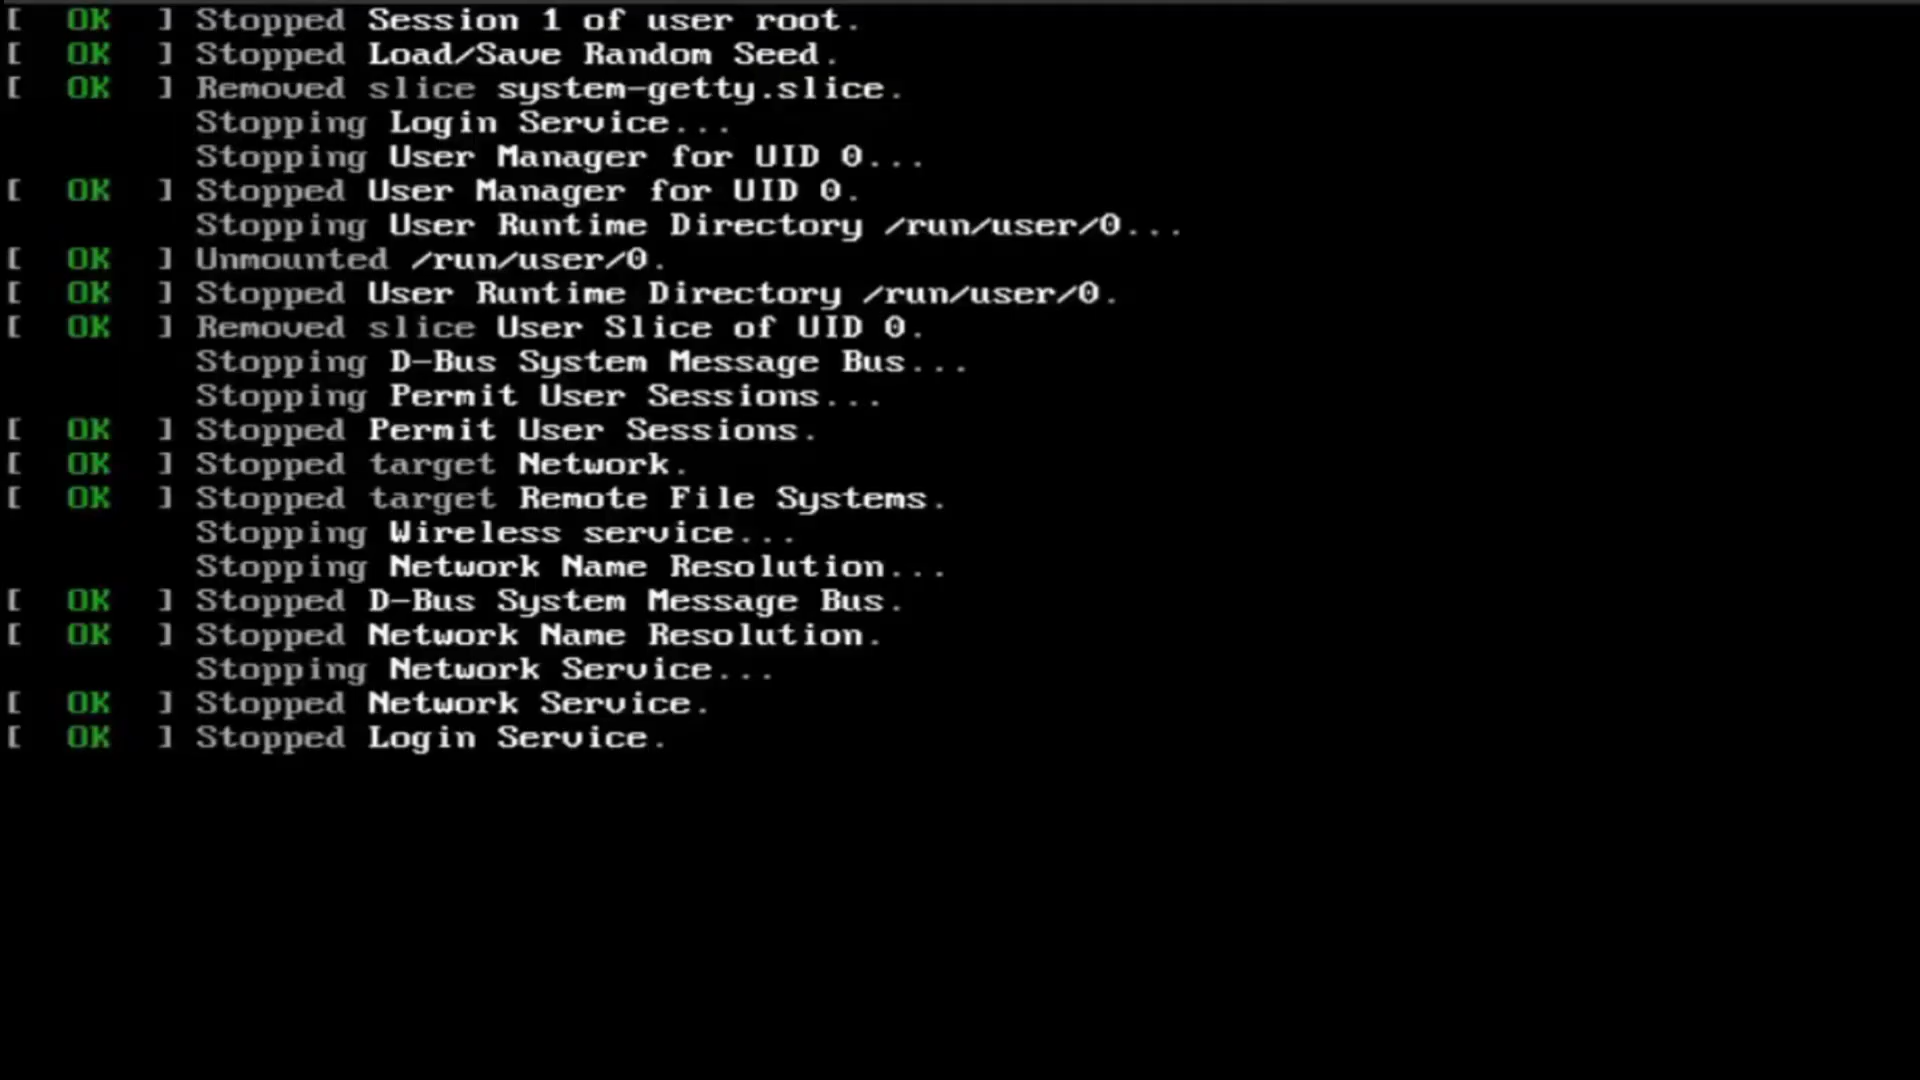 [  OK  ] Stopped Session 1 of user root.
[  OK  ] Stopped Load/Save Random Seed.
[  OK  ] Removed slice system-getty.slice.
Stopping Login Service...
Stopping User Manager for UID 0...
[  OK  ] Stopped User Manager for UID 0.
Stopping User Runtime Directory /run/user/0...
[  OK  ] Unmounted /run/user/0.
[  OK  ] Stopped User Runtime Directory /run/user/0.
[  OK  ] Removed slice User Slice of UID 0.
Stopping D-Bus System Message Bus...
Stopping Permit User Sessions...
[  OK  ] Stopped Permit User Sessions.
[  OK  ] Stopped target Network.
[  OK  ] Stopped target Remote File Systems.
Stopping Wireless service...
Stopping Network Name Resolution...
[  OK  ] Stopped D-Bus System Message Bus.
[  OK  ] Stopped Network Name Resolution.
Stopping Network Service...
[  OK  ] Stopped Network Service.
[  OK  ] Stopped Login Service.